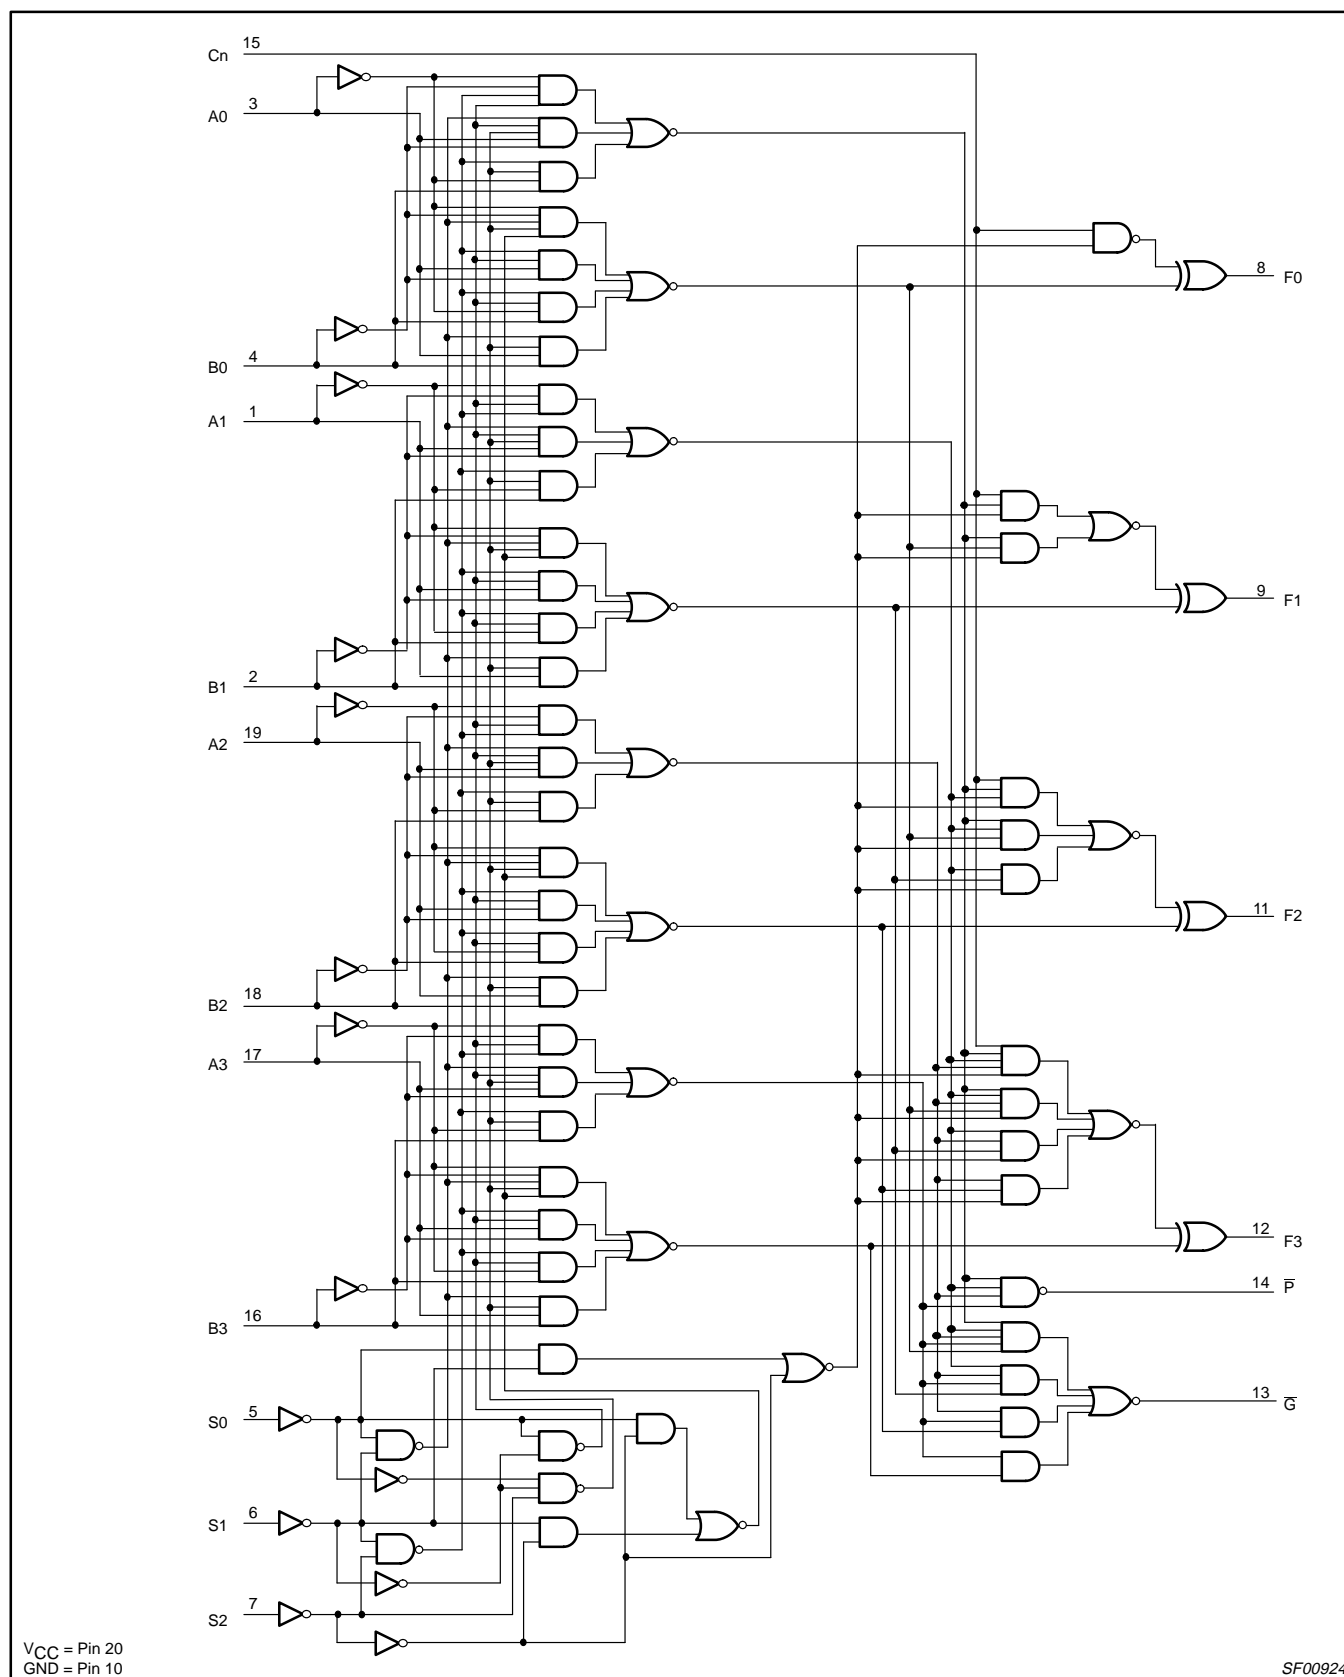 Cn 15
A0 3
B0 4
A1 1
B1 2
A2 19
B2 18
A3 17
B3 16
S0 5
S1 6
S2 7
8 F0
9 F1
11 F2
12 F3
14 P̅
13 G̅
VCC = Pin 20
GND = Pin 10
SF00924